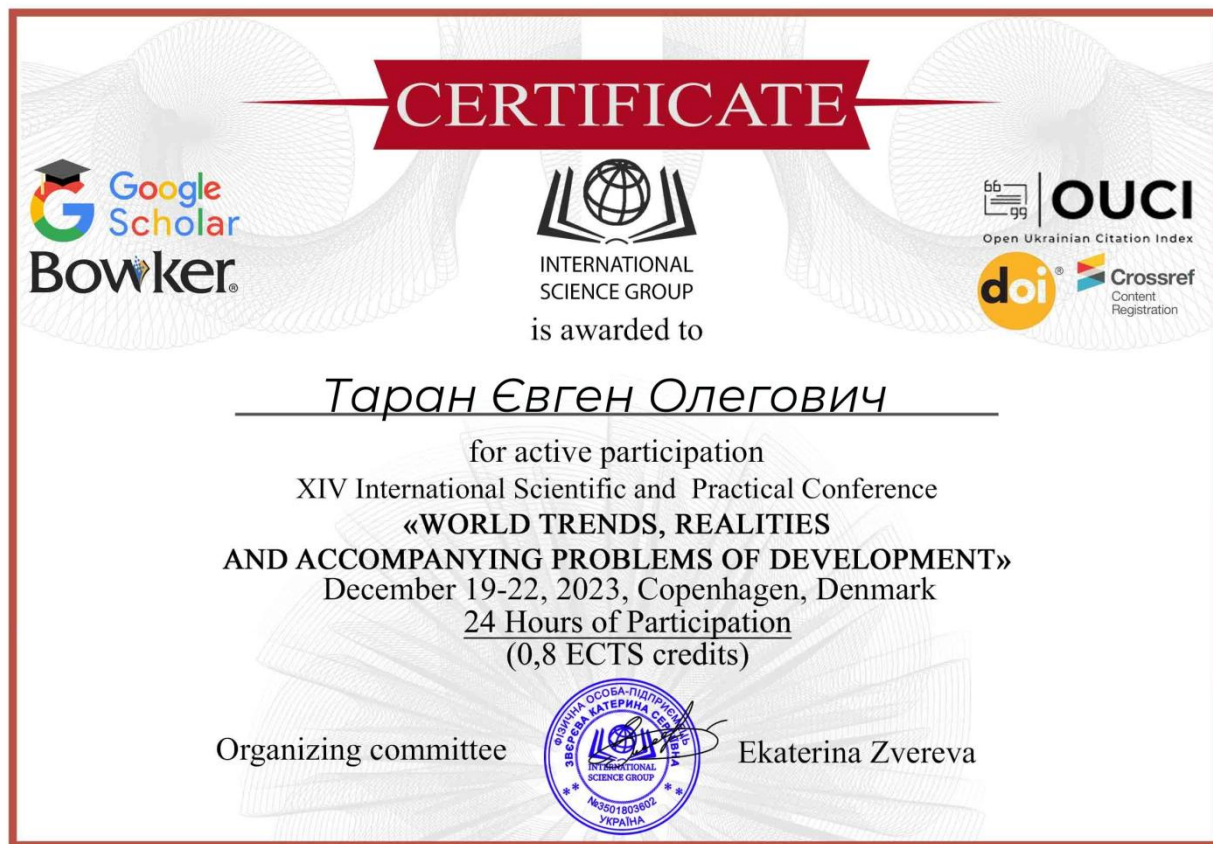 CERTIFICATE
Google
Scholar
Bowker®
INTERNATIONAL
SCIENCE GROUP
OUCI
Open Ukrainian Citation Index
doi®
Crossref
Content
Registration
is awarded to
Таран Євген Олегович
for active participation
XIV International Scientific and Practical Conference
«WORLD TRENDS, REALITIES
AND ACCOMPANYING PROBLEMS OF DEVELOPMENT»
December 19-22, 2023, Copenhagen, Denmark
24 Hours of Participation
(0,8 ECTS credits)
Organizing committee
ФІЗИЧНА ОСОБА-ПІДПРИЄМЕЦЬ
ЗВЄРЄВА КАТЕРИНА СЕРГІЇВНА
INTERNATIONAL
SCIENCE GROUP
№3501803602
УКРАЇНА
Ekaterina Zvereva